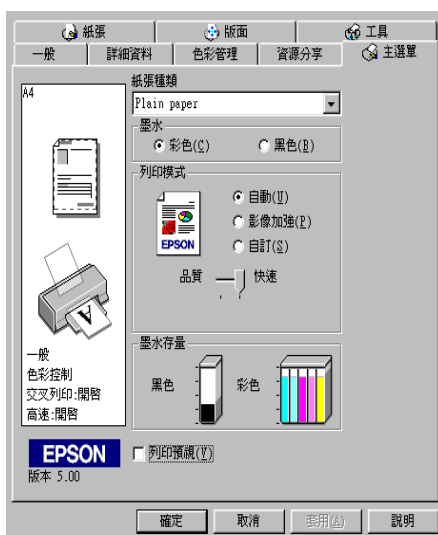 紙張 版面 工具
一般 詳細資料 色彩管理 資源分享 主選單
A4
紙張種類
Plain paper
墨水
彩色(C) 黑色(B)
列印模式
自動(U)
影像加強(P)
自訂(S)
EPSON
品質 快速
A
一般
色彩控制
交叉列印:開啓
高速:開啓
墨水存量
黑色 彩色
EPSON
版本 5.00
列印預視(V)
確定 取消 套用(A) 說明